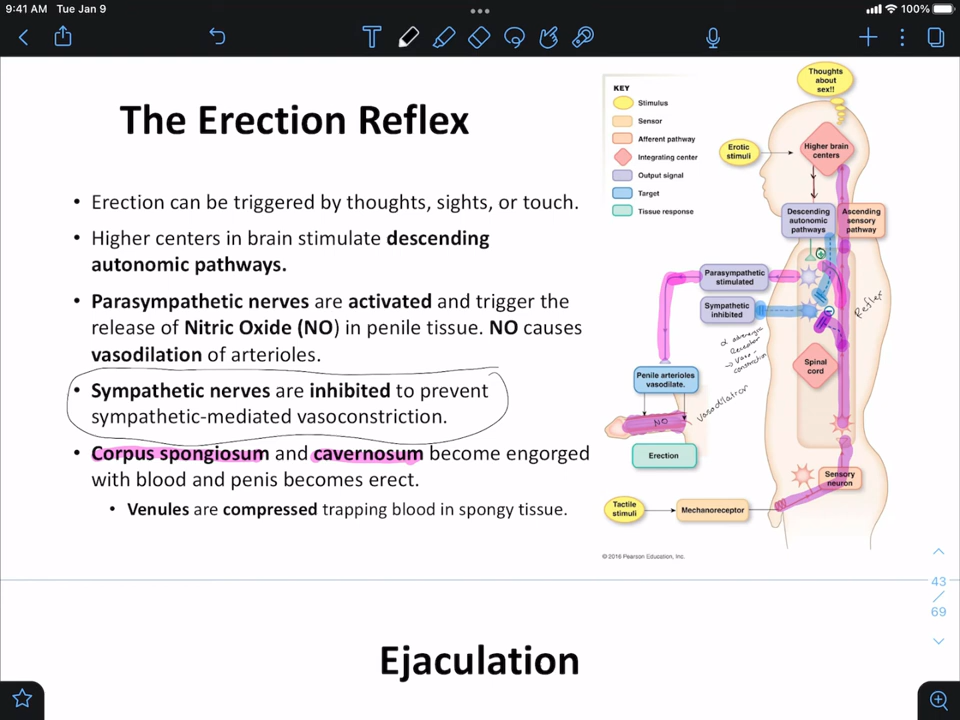 9:41 AM Tue Jan 9
100%
The Erection Reflex
• Erection can be triggered by thoughts, sights, or touch.
• Higher centers in brain stimulate descending
autonomic pathways.
• Parasympathetic nerves are activated and trigger the
release of Nitric Oxide (NO) in penile tissue. NO causes
vasodilation of arterioles.
• Sympathetic nerves are inhibited to prevent
sympathetic-mediated vasoconstriction.
• Corpus spongiosum and cavernosum become engorged
with blood and penis becomes erect.
• Venules are compressed trapping blood in spongy tissue.
KEY
Stimulus
Sensor
Afferent pathway
Integrating center
Output signal
Target
Tissue response
Thoughts
about
sex!!
Erotic
stimuli
Higher brain
centers
Descending
autonomic
pathways
Ascending
sensory
pathway
Parasympathetic
stimulated
Sympathetic
inhibited
α adrenergic
Receptor
→ Vaso-
constriction
Reflex
Spinal
cord
Penile arterioles
vasodilate.
Vasodilator
NO
Erection
Sensory
neuron
Tactile
stimuli
Mechanoreceptor
© 2016 Pearson Education, Inc.
43
/
69
Ejaculation